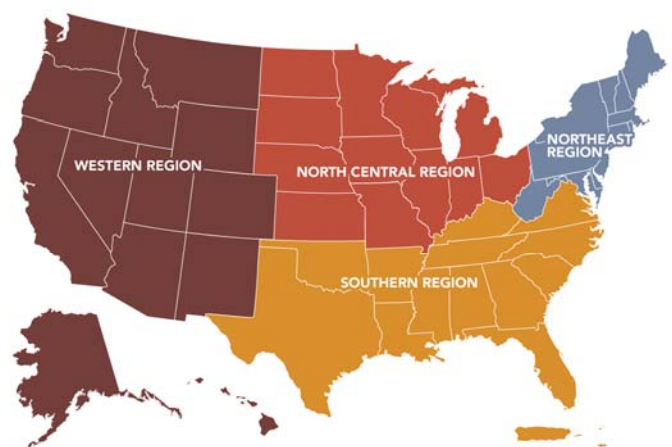 NORTHEAST
REGION
WESTERN REGION
NORTH CENTRAL REGION
SOUTHERN REGION